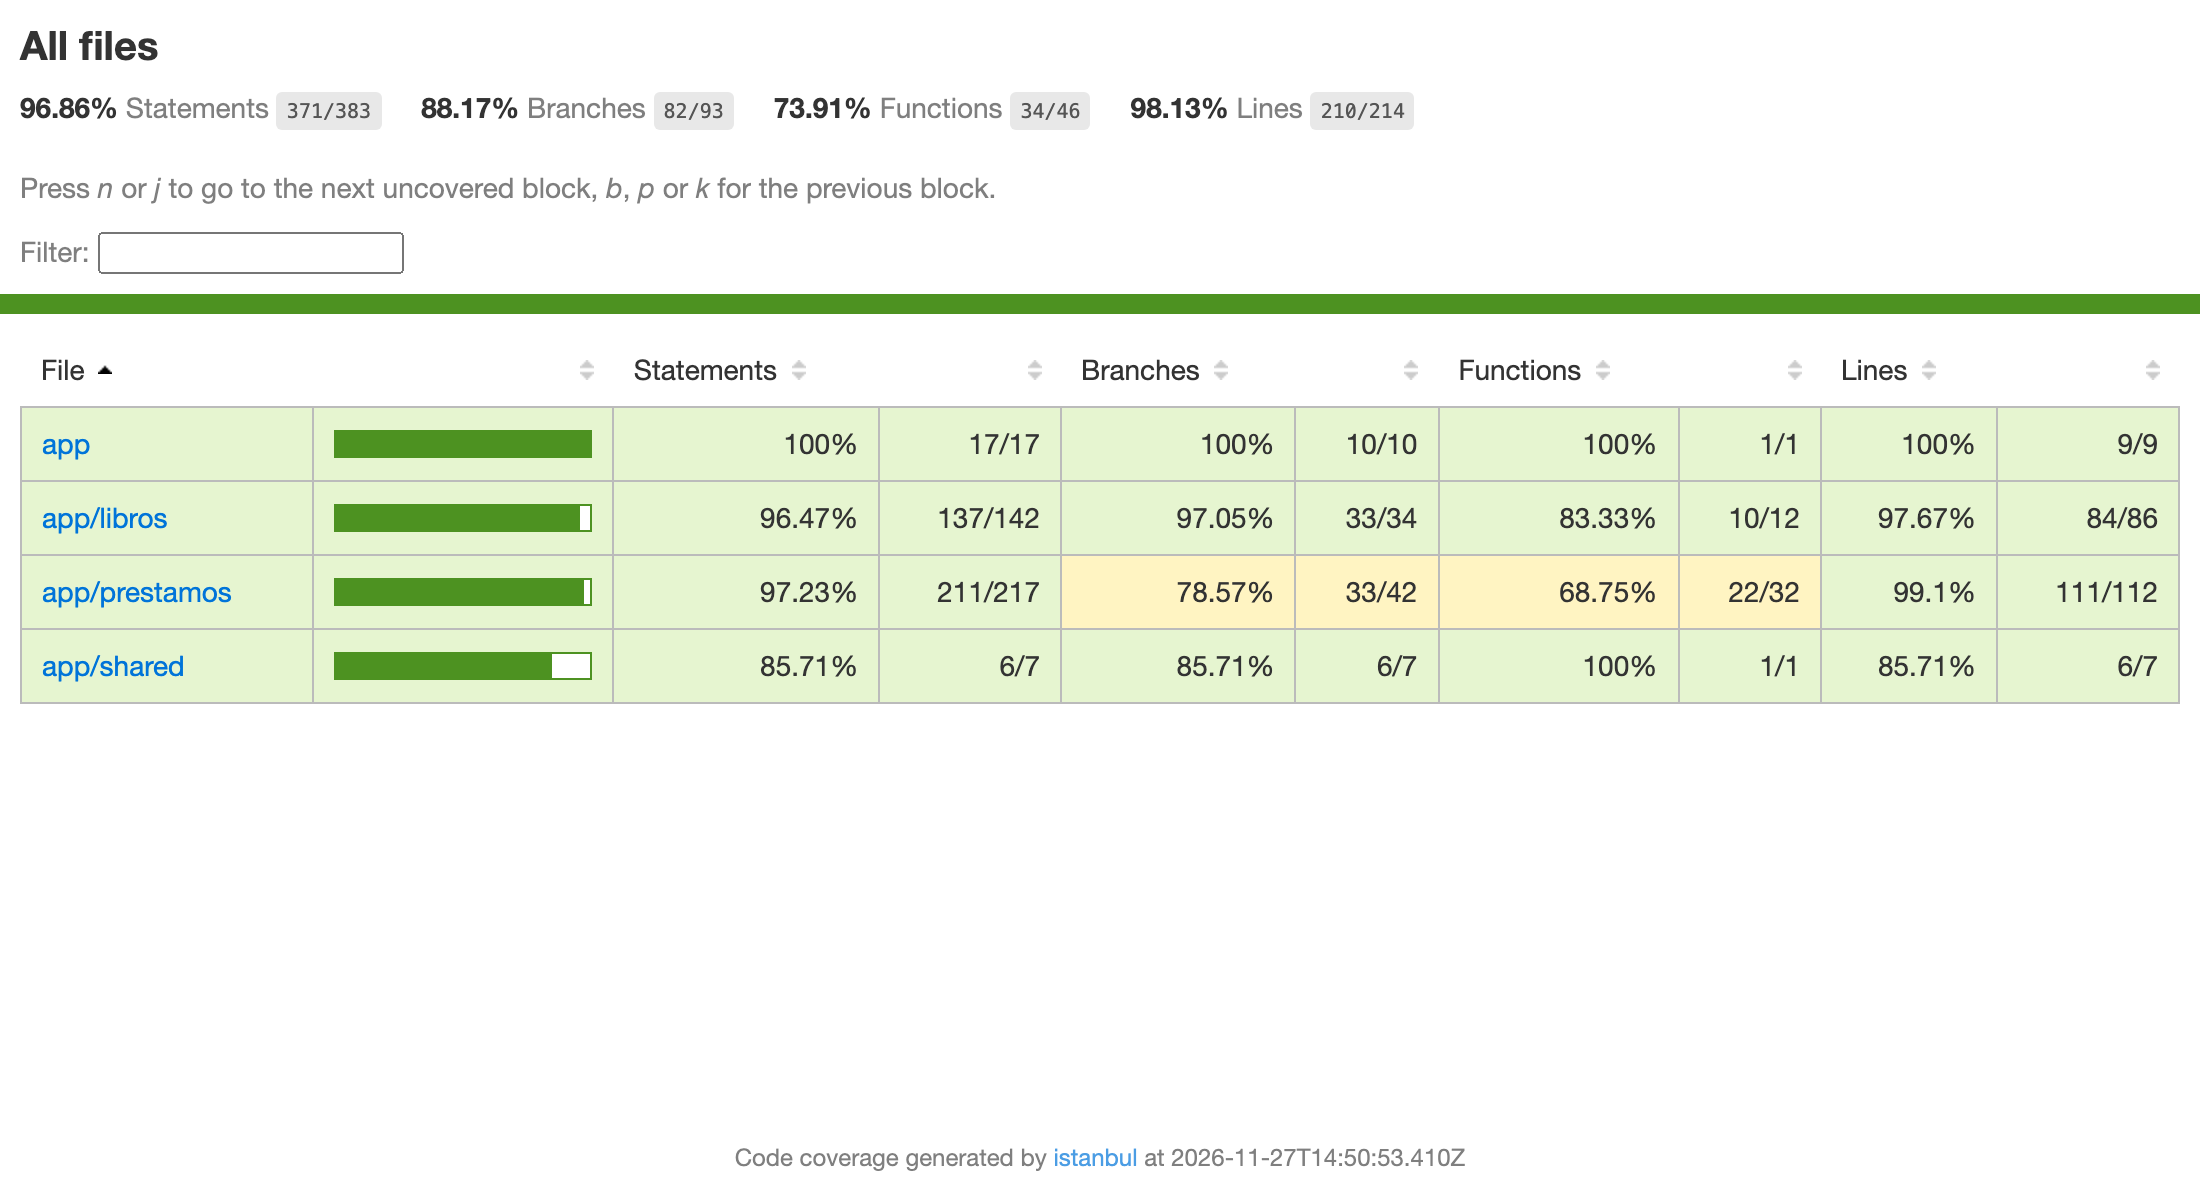 All files
96.86% Statements 371/383 88.17% Branches 82/93 73.91% Functions 34/46 98.13% Lines 210/214
Press n or j to go to the next uncovered block, b, p or k for the previous block.
Filter:
File Statements Branches Functions Lines
app 100% 17/17 100% 10/10 100% 1/1 100% 9/9
app/libros 96.47% 137/142 97.05% 33/34 83.33% 10/12 97.67% 84/86
app/prestamos 97.23% 211/217 78.57% 33/42 68.75% 22/32 99.1% 111/112
app/shared 85.71% 6/7 85.71% 6/7 100% 1/1 85.71% 6/7
Code coverage generated by istanbul at 2026-11-27T14:50:53.410Z